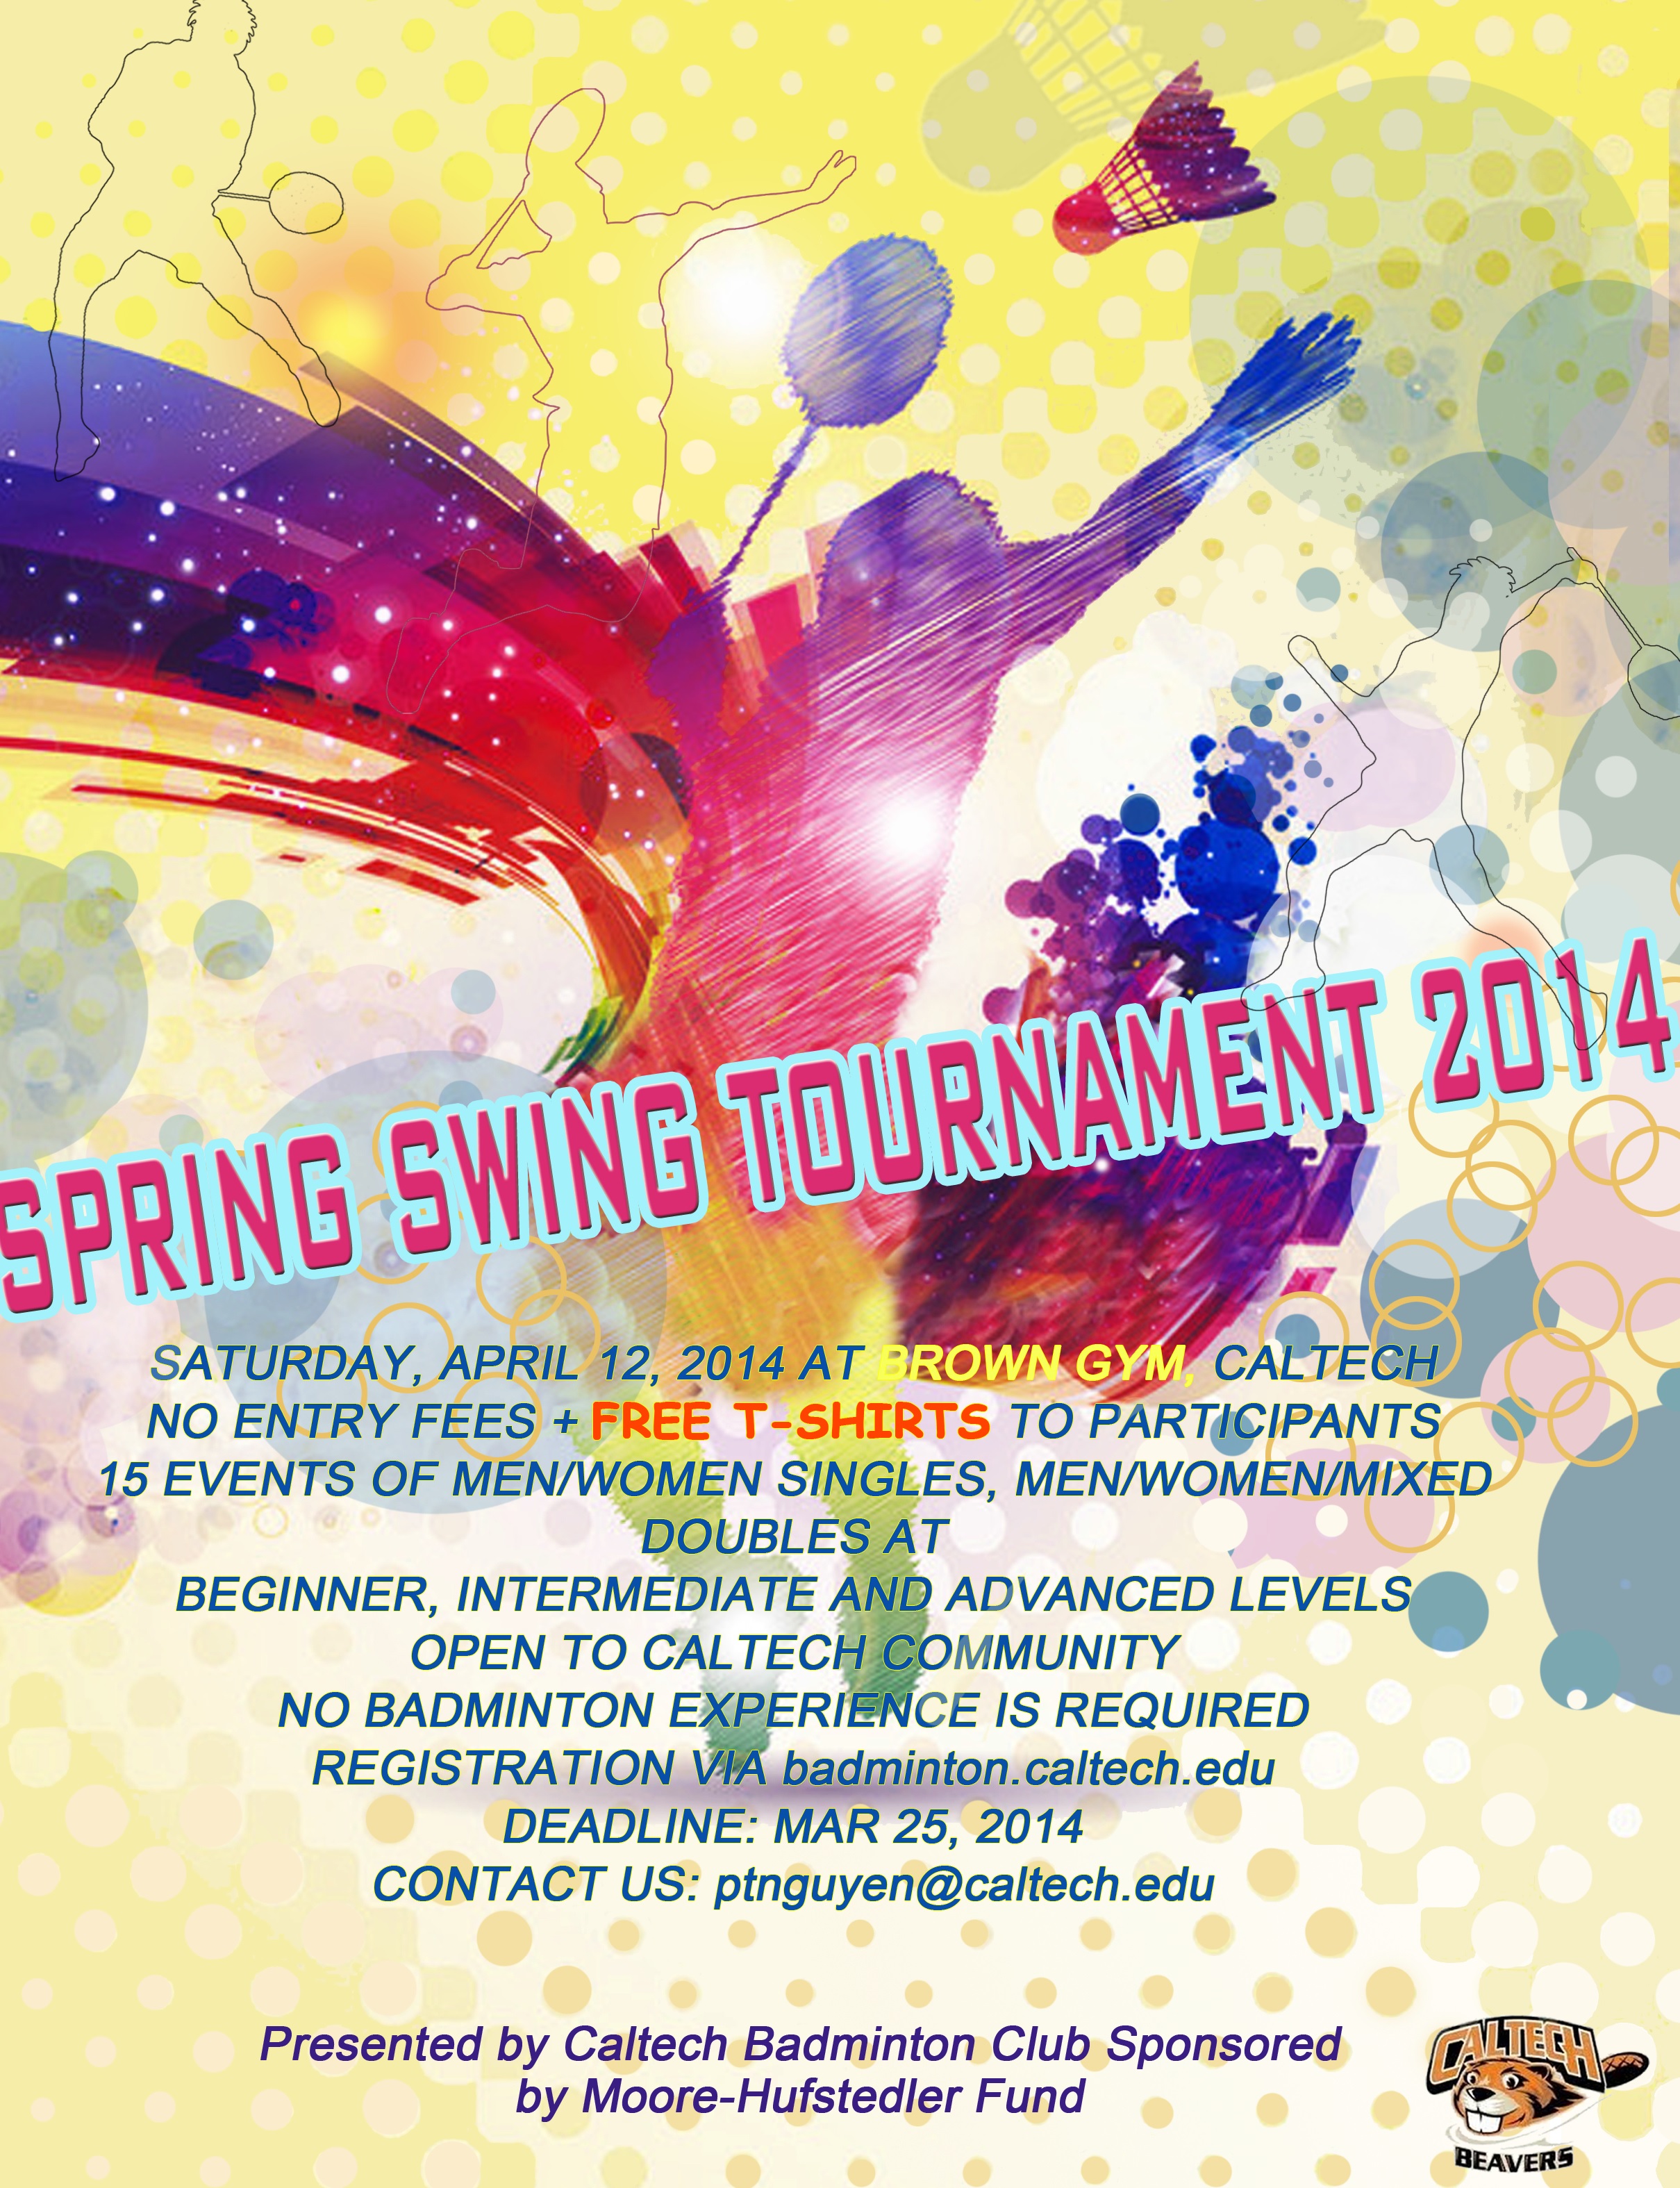 SPRING SWING TOURNAMENT 2014
SATURDAY, APRIL 12, 2014 AT BROWN GYM, CALTECH
NO ENTRY FEES + FREE T-SHIRTS TO PARTICIPANTS
15 EVENTS OF MEN/WOMEN SINGLES, MEN/WOMEN/MIXED
DOUBLES AT
BEGINNER, INTERMEDIATE AND ADVANCED LEVELS
OPEN TO CALTECH COMMUNITY
NO BADMINTON EXPERIENCE IS REQUIRED
REGISTRATION VIA badminton.caltech.edu
DEADLINE: MAR 25, 2014
CONTACT US: ptnguyen@caltech.edu
Presented by Caltech Badminton Club Sponsored
by Moore-Hufstedler Fund
CALTECH
BEAVERS